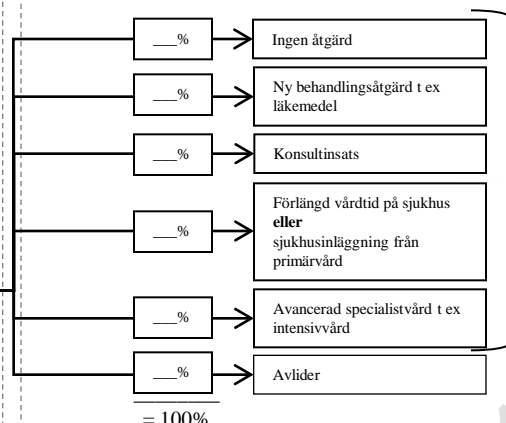 ___% Ingen åtgärd
___% Ny behandlingsåtgärd t ex
läkemedel
___% Konsultinsats
___% Förlängd vårdtid på sjukhus
eller
sjukhusinläggning från
primärvård
___% Avancerad specialistvård t ex
intensivvård
___% Avlider
= 100%